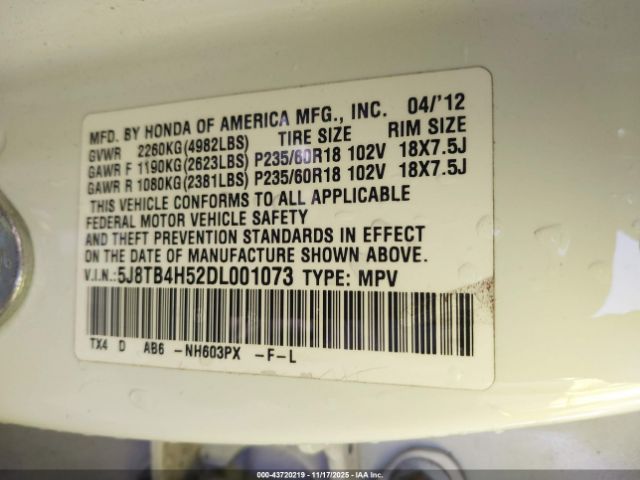 MFD. BY HONDA OF AMERICA MFG., INC. 04/'12
GVWR 2260KG(4982LBS) TIRE SIZE RIM SIZE
GAWR F 1190KG(2623LBS) P235/60R18 102V 18X7.5J
GAWR R 1080KG(2381LBS) P235/60R18 102V 18X7.5J
THIS VEHICLE CONFORMS TO ALL APPLICABLE
FEDERAL MOTOR VEHICLE SAFETY
AND THEFT PREVENTION STANDARDS IN EFFECT
ON THE DATE OF MANUFACTURE SHOWN ABOVE.
V.I.N.:5J8TB4H52DL001073 TYPE: MPV
TX4 D AB6 -NH603PX -F-L
000-43720219 | 11/17/2025 | IAA Inc.